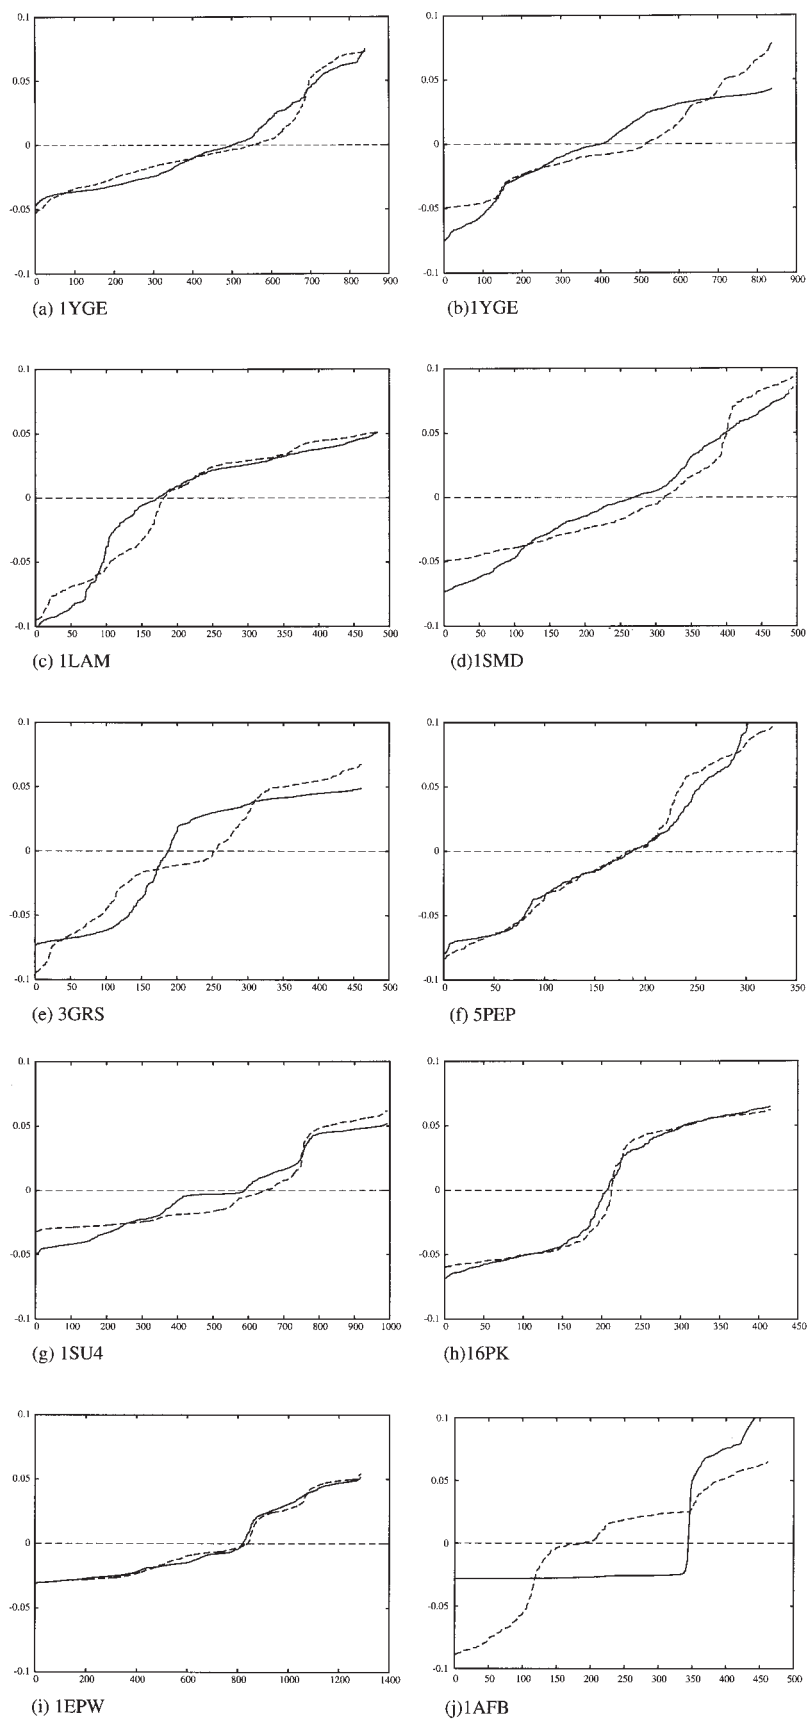 0.1 0.1
0.05 0.05
0 0
-0.05 -0.05
-0.1 -0.1
0 100 200 300 400 500 600 700 800 900 0 100 200 300 400 500 600 700 800 900
(a) 1YGE (b)1YGE
0.1 0.1
0.05 0.05
0 0
-0.05 -0.05
-0.1 -0.1
0 50 100 150 200 250 300 350 400 450 500 0 50 100 150 200 250 300 350 400 450 500
(c) 1LAM (d)1SMD
0.1 0.1
0.05 0.05
0 0
-0.05 -0.05
-0.1 -0.1
0 50 100 150 200 250 300 350 400 450 500 0 50 100 150 200 250 300 350
(e) 3GRS (f) 5PEP
0.1 0.1
0.05 0.05
0 0
-0.05 -0.05
-0.1 -0.1
0 100 200 300 400 500 600 700 800 900 1000 0 50 100 150 200 250 300 350 400 450
(g) 1SU4 (h)16PK
0.1 0.1
0.05 0.05
0 0
-0.05 -0.05
-0.1 -0.1
0 200 400 600 800 1000 1200 1400 0 50 100 150 200 250 300 350 400 450 500
(i) 1EPW (j)1AFB